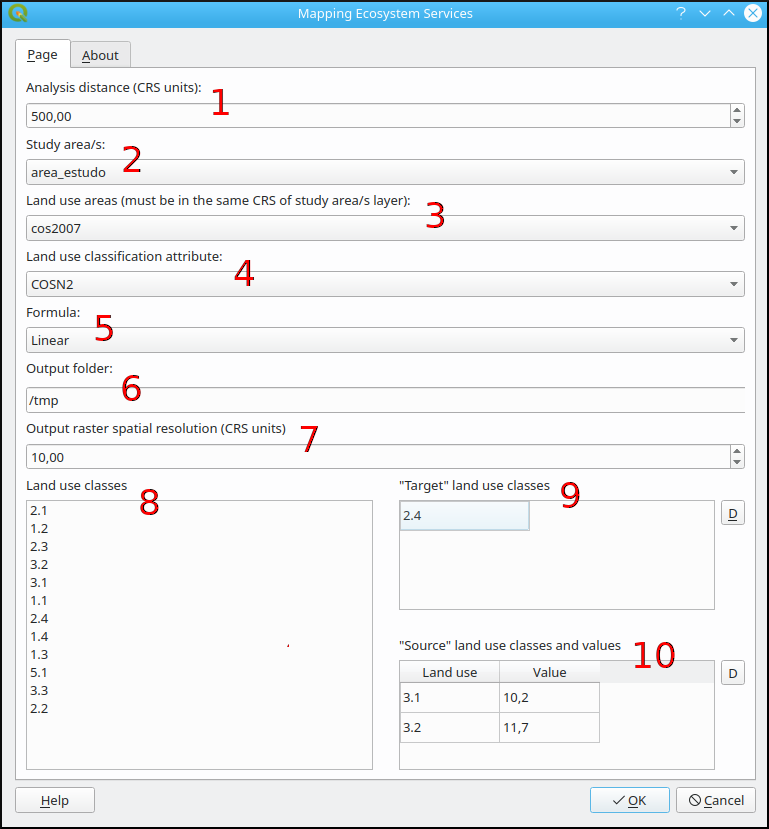 Mapping Ecosystem Services
?
Page
About
Analysis distance (CRS units):
1
500,00
Study area/s:
2
area_estudo
Land use areas (must be in the same CRS of study area/s layer):
3
cos2007
Land use classification attribute:
4
COSN2
Formula:
5
Linear
Output folder:
6
/tmp
Output raster spatial resolution (CRS units)
7
10,00
Land use classes
8
2.1
1.2
2.3
3.2
3.1
1.1
2.4
1.4
1.3
5.1
3.3
2.2
"Target" land use classes
9
2.4
D
"Source" land use classes and values
10
Land use Value
3.1 10,2
3.2 11,7
D
Help
OK
Cancel